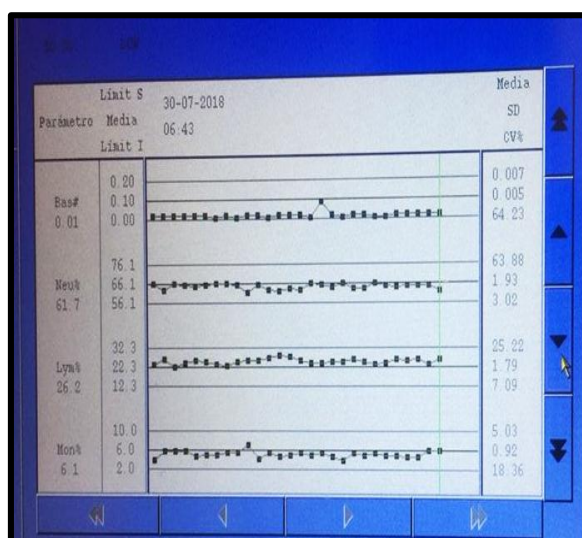 Límit S
30-07-2018
Media
Parámetro
Media
06:43
SD
Límit I
CV%
0.20
0.007
Bas#
0.10
0.005
0.01
0.00
64.23
76.1
63.88
Neu%
66.1
1.93
61.7
56.1
3.02
32.3
25.22
Lym%
22.3
1.79
26.2
12.3
7.09
10.0
5.03
Mon%
6.0
0.92
6.1
2.0
18.36